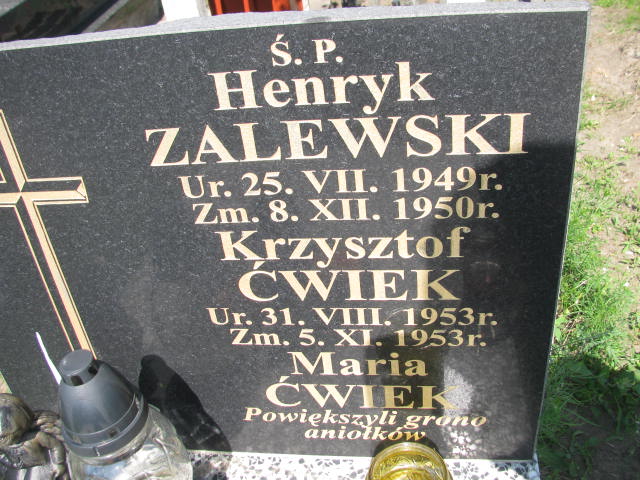 Ś. P.
Henryk
ZALEWSKI
Ur. 25. VII. 1949r.
Zm. 8. XII. 1950r.
Krzysztof
ĆWIEK
Ur. 31. VIII. 1953r.
Zm. 5. XI. 1953r.
Maria
ĆWIEK
Powiększyli grono
aniołków